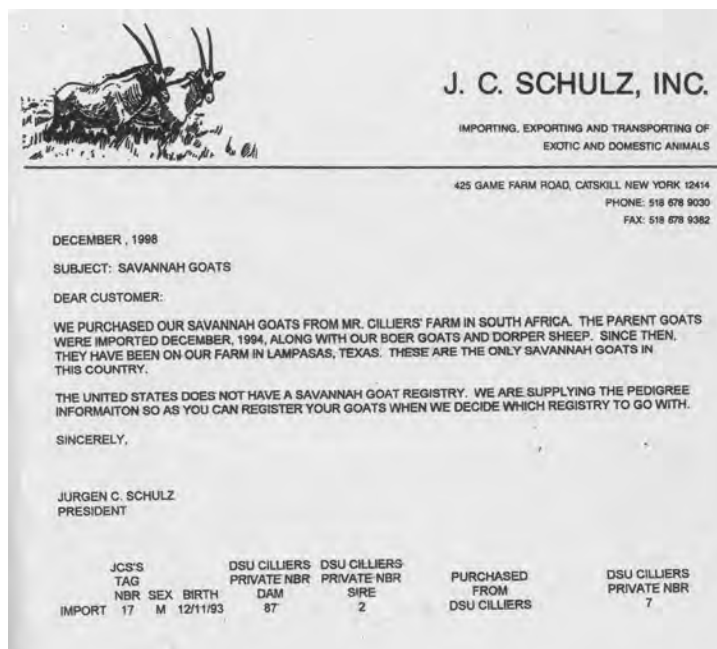 J. C. SCHULZ, INC.
IMPORTING, EXPORTING AND TRANSPORTING OF
EXOTIC AND DOMESTIC ANIMALS
425 GAME FARM ROAD, CATSKILL NEW YORK 12414
PHONE: 518 678 9030
FAX: 518 678 9382
DECEMBER , 1998
SUBJECT: SAVANNAH GOATS
DEAR CUSTOMER:
WE PURCHASED OUR SAVANNAH GOATS FROM MR. CILLIERS' FARM IN SOUTH AFRICA. THE PARENT GOATS
WERE IMPORTED DECEMBER, 1994, ALONG WITH OUR BOER GOATS AND DORPER SHEEP. SINCE THEN,
THEY HAVE BEEN ON OUR FARM IN LAMPASAS, TEXAS. THESE ARE THE ONLY SAVANNAH GOATS IN
THIS COUNTRY.
THE UNITED STATES DOES NOT HAVE A SAVANNAH GOAT REGISTRY. WE ARE SUPPLYING THE PEDIGREE
INFORMAITON SO AS YOU CAN REGISTER YOUR GOATS WHEN WE DECIDE WHICH REGISTRY TO GO WITH.
SINCERELY,
JURGEN C. SCHULZ
PRESIDENT
JCS'S DSU CILLIERS DSU CILLIERS
TAG PRIVATE NBR PRIVATE NBR PURCHASED DSU CILLIERS
NBR SEX BIRTH DAM SIRE FROM PRIVATE NBR
IMPORT 17 M 12/11/93 87 2 DSU CILLIERS 7